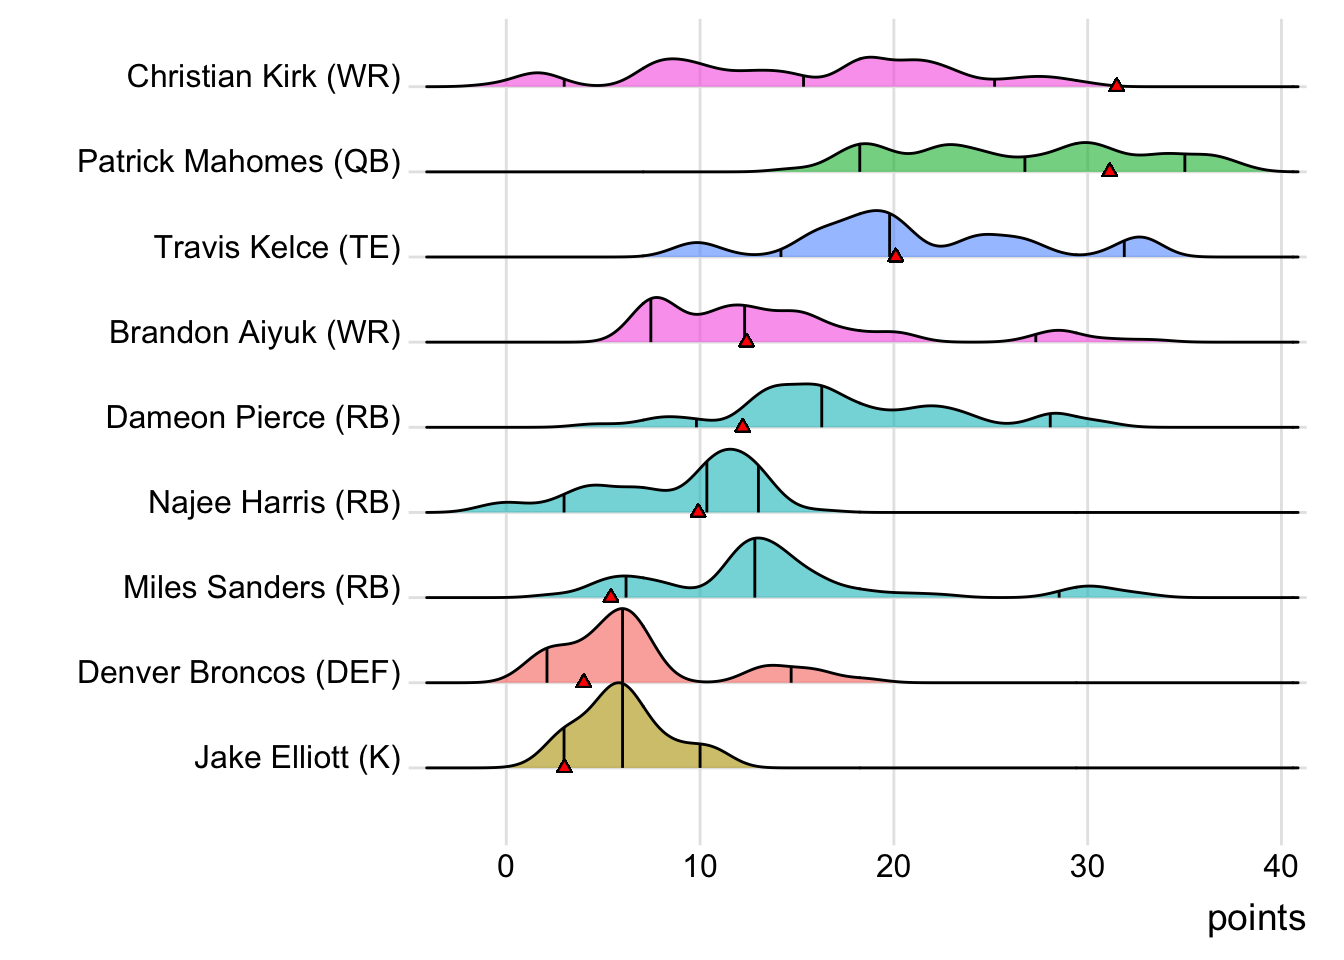 Christian Kirk (WR)
Patrick Mahomes (QB)
Travis Kelce (TE)
Brandon Aiyuk (WR)
Dameon Pierce (RB)
Najee Harris (RB)
Miles Sanders (RB)
Denver Broncos (DEF)
Jake Elliott (K)
0 10 20 30 40
points